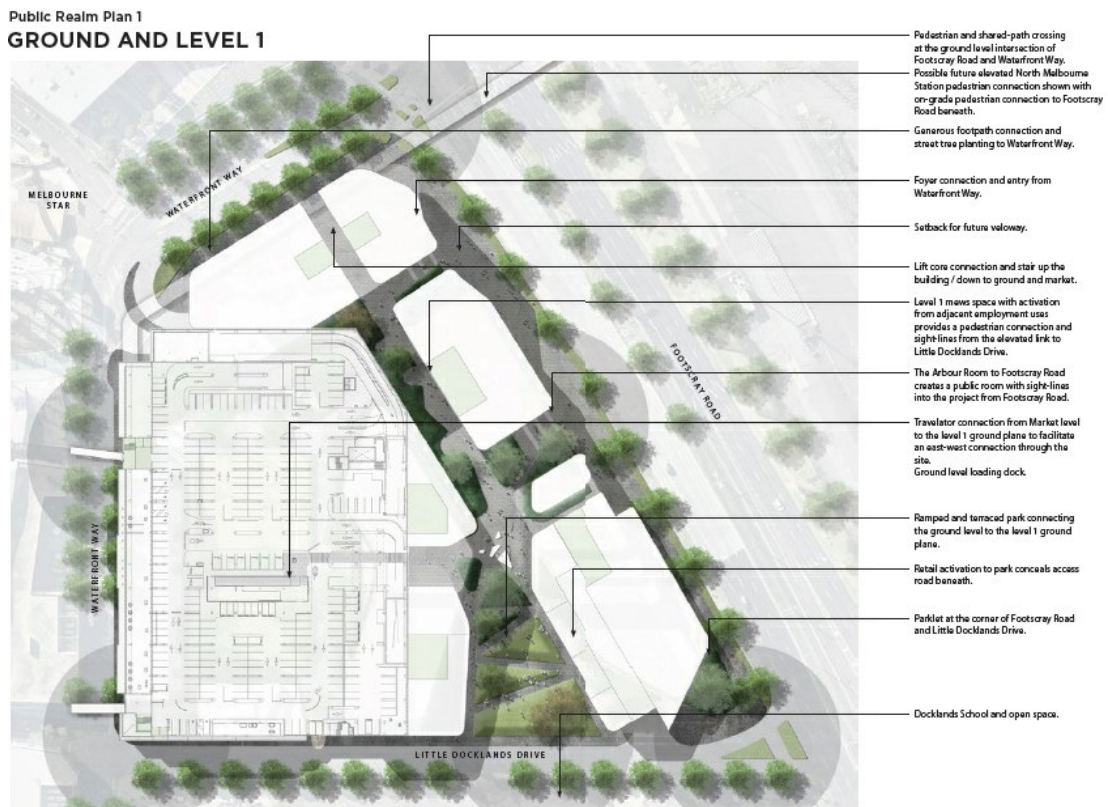 Public Realm Plan 1
GROUND AND LEVEL 1
Pedestrian and shared-path crossing
at the ground level intersection of
Footscray Road and Waterfront Way.
Possible future elevated North Melbourne
Station pedestrian connection shown with
on-grade pedestrian connection to Footscray
Road beneath.
Generous footpath connection and
street tree planting to Waterfront Way.
Foyer connection and entry from
Waterfront Way.
Setback for future veloway.
Lift core connection and stair up the
building / down to ground and market.
Level 1 mews space with activation
from adjacent employment uses
provides a pedestrian connection and
sight-lines from the elevated link to
Little Docklands Drive.
The Arbour Room to Footscray Road
creates a public room with sight-lines
into the project from Footscray Road.
Travelator connection from Market level
to the level 1 ground plane to facilitate
an east-west connection through the
site.
Ground level loading dock.
Ramped and terraced park connecting
the ground level to the level 1 ground
plane.
Retail activation to park conceals access
road beneath.
Parklet at the corner of Footscray Road
and Little Docklands Drive.
Docklands School and open space.
MELBOURNE
STAR
WATERFRONT WAY
FOOTSCRAY ROAD
WATERFRONT WAY
LITTLE DOCKLANDS DRIVE